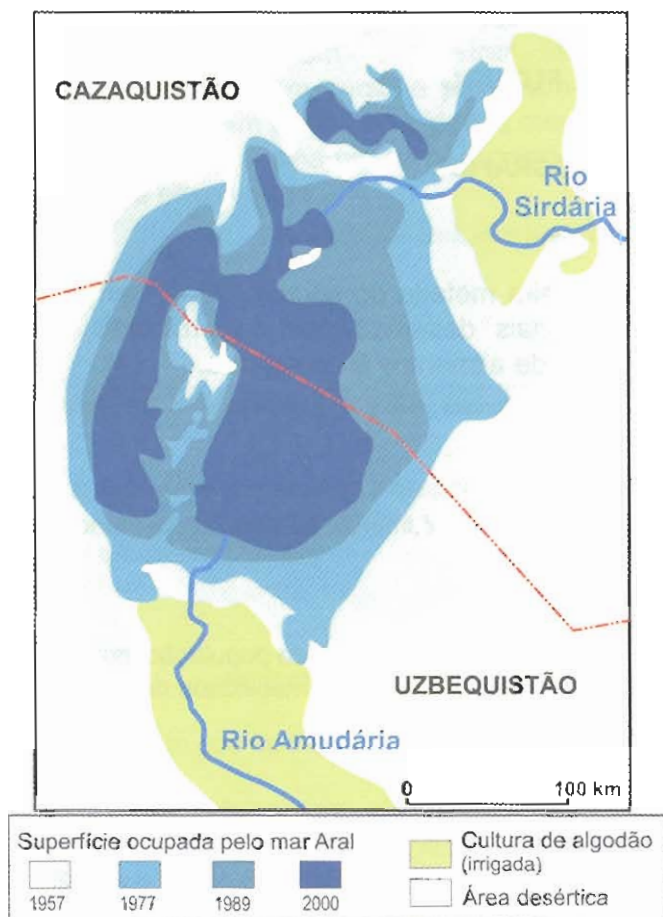 CAZAQUISTÃO
Rio
Sirdária
UZBEQUISTÃO
Rio Amudária
0 100 km
Superfície ocupada pelo mar Aral
1957 1977 1989 2000
Cultura de algodão
(irrigada)
Área desértica